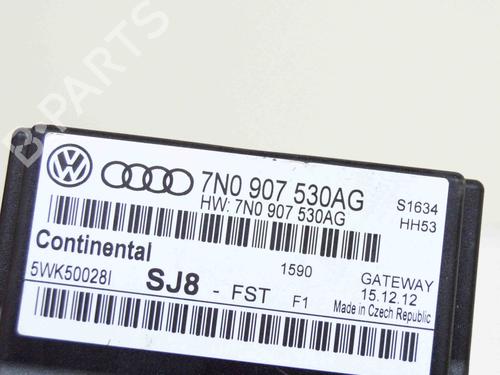 7N0 907 530AG
HW: 7N0 907 530AG
S1634
HH53
Continental
1590
GATEWAY
5WK50028I
SJ8 - FST F1
15.12.12
Made in Czech Republic
B-PARTS